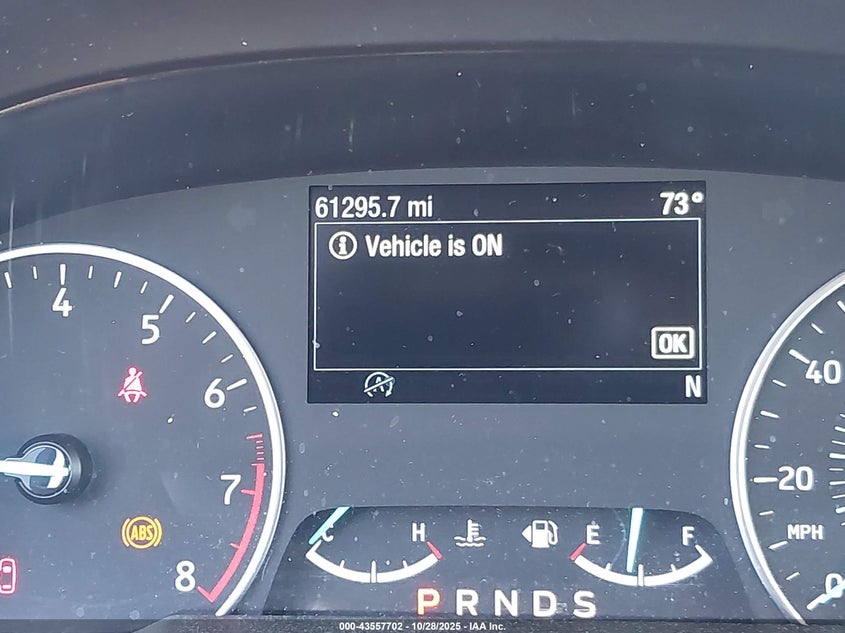 61295.7 mi 73°
i Vehicle is ON
OK
N
4
5
6
7
8
ABS
40
20
MPH
0
C H E F
P R N D S
000-43557702 - 10/28/2025 - IAA Inc.